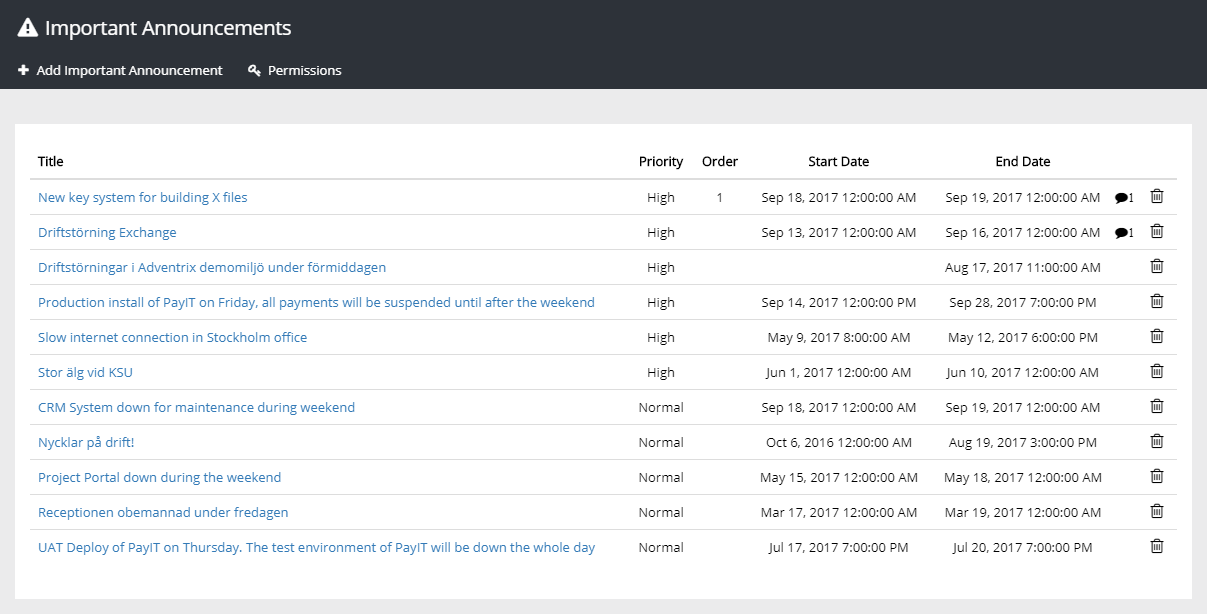 Important Announcements
Add Important Announcement Permissions
Title Priority Order Start Date End Date
New key system for building X files High 1 Sep 18, 2017 12:00:00 AM Sep 19, 2017 12:00:00 AM 1
Driftstörning Exchange High Sep 13, 2017 12:00:00 AM Sep 16, 2017 12:00:00 AM 1
Driftstörningar i Adventrix demomiljö under förmiddagen High Aug 17, 2017 11:00:00 AM
Production install of PayIT on Friday, all payments will be suspended until after the weekend High Sep 14, 2017 12:00:00 PM Sep 28, 2017 7:00:00 PM
Slow internet connection in Stockholm office High May 9, 2017 8:00:00 AM May 12, 2017 6:00:00 PM
Stor älg vid KSU High Jun 1, 2017 12:00:00 AM Jun 10, 2017 12:00:00 AM
CRM System down for maintenance during weekend Normal Sep 18, 2017 12:00:00 AM Sep 19, 2017 12:00:00 AM
Nycklar på drift! Normal Oct 6, 2016 12:00:00 AM Aug 19, 2017 3:00:00 PM
Project Portal down during the weekend Normal May 15, 2017 12:00:00 AM May 18, 2017 12:00:00 AM
Receptionen obemannad under fredagen Normal Mar 17, 2017 12:00:00 AM Mar 19, 2017 12:00:00 AM
UAT Deploy of PayIT on Thursday. The test environment of PayIT will be down the whole day Normal Jul 17, 2017 7:00:00 PM Jul 20, 2017 7:00:00 PM